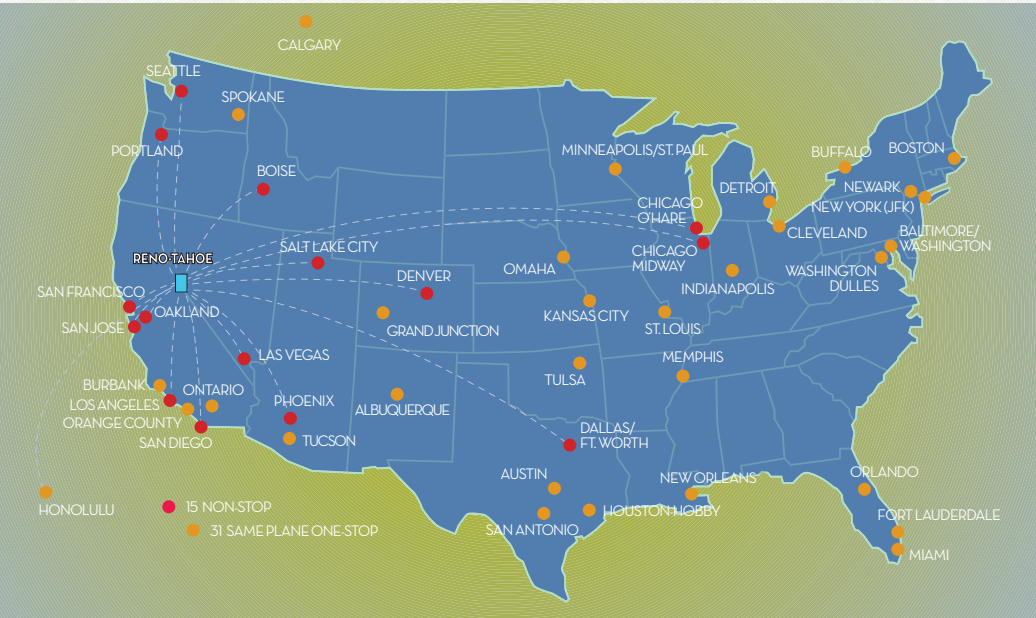 CALGARY
SEATTLE
SPOKANE
PORTLAND
BOISE
MINNEAPOLIS/ST. PAUL
BUFFALO
BOSTON
DETROIT
NEWARK
NEW YORK (JFK)
CHICAGO
O'HARE
CLEVELAND
BALTIMORE/
WASHINGTON
CHICAGO
MIDWAY
SALT LAKE CITY
RENO-TAHOE
OMAHA
WASHINGTON
DULLES
DENVER
INDIANAPOLIS
SAN FRANCISCO
OAKLAND
KANSAS CITY
SAN JOSE
GRAND JUNCTION
ST. LOUIS
LAS VEGAS
MEMPHIS
TULSA
BURBANK
ONTARIO
LOS ANGELES
PHOENIX
ALBUQUERQUE
ORANGE COUNTY
SAN DIEGO
TUCSON
DALLAS/
FT. WORTH
AUSTIN
NEW ORLEANS
ORLANDO
HONOLULU
15 NON-STOP
HOUSTON HOBBY
FORT LAUDERDALE
31 SAME PLANE ONE-STOP
SAN ANTONIO
MIAMI